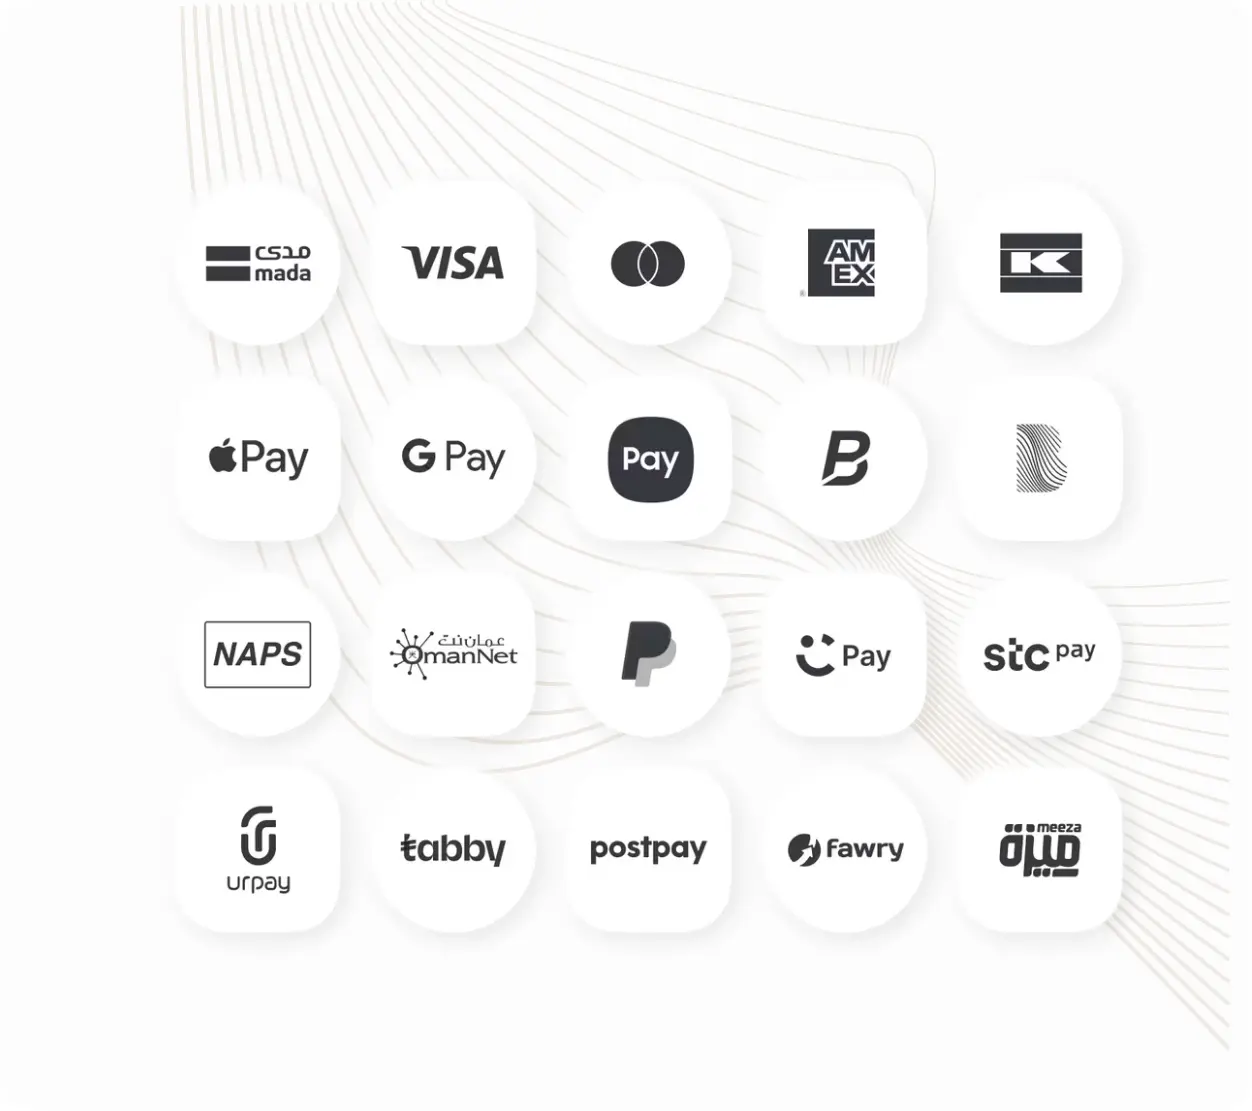 مدى
mada
VISA
AM
EX
K
Pay
G Pay
Pay
B
B
NAPS
عمان نت
OmanNet
P
Pay
stc pay
urpay
tabby
postpay
Fawry
meeza
ميزة